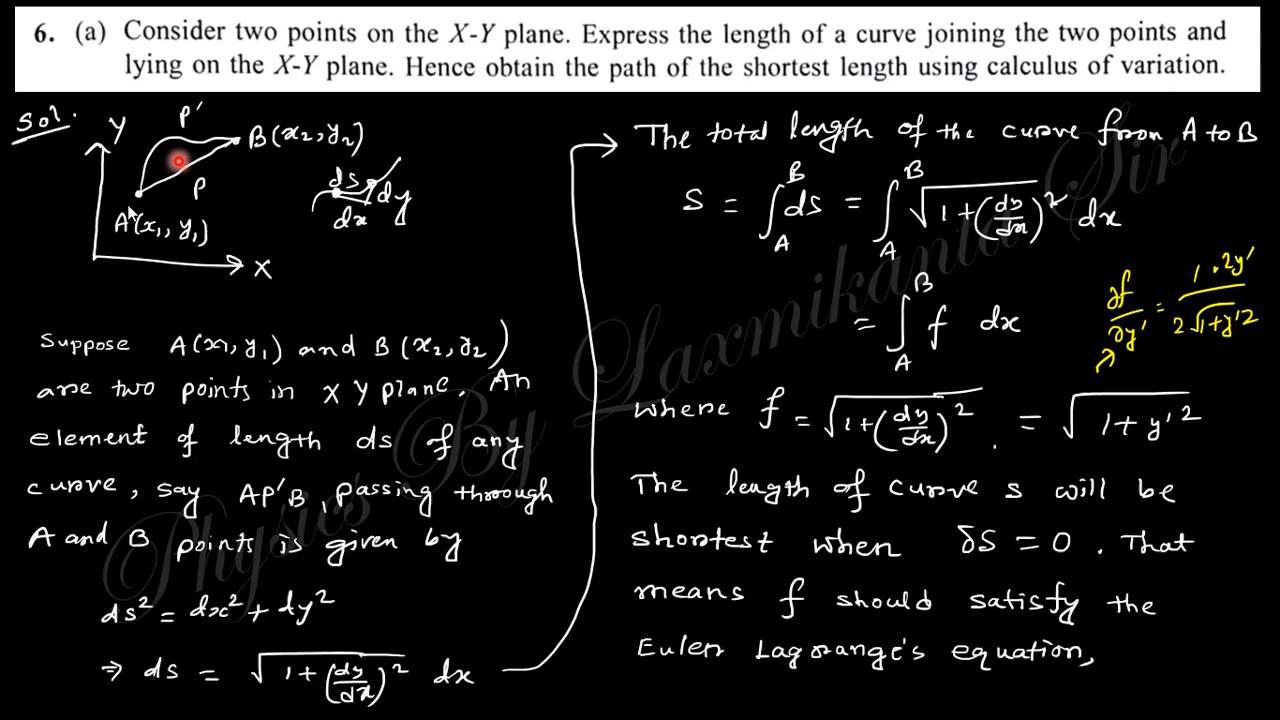 6. (a) Consider two points on the X-Y plane. Express the length of a curve joining the two points and
lying on the X-Y plane. Hence obtain the path of the shortest length using calculus of variation.
Sol.
Y
P'
B(x₂,y₂)
P
A(x₁, y₁)
X
ds
dy
dx
Suppose A(x₁,y₁) and B(x₂,y₂)
are two points in X Y plane. An
element of length ds of any
curve, say AP'B, passing through
A and B points is given by
ds² = dx² + dy²
⇒ ds = √(1+(dy/dx)²) dx
The total length of the curve from A to B
S = ∫_A^B ds = ∫_A^B √(1+(dy/dx)²) dx
= ∫_A^B f dx
∂f/∂y' = 1·2y'/2√1+y'2
where f = √(1+(dy/dx)²) . = √(1+y'²)
The length of curve s will be
shortest when δS = 0. That
means f should satisfy the
Euler Lagrange's equation,
Physics By Laxmikanta Sir